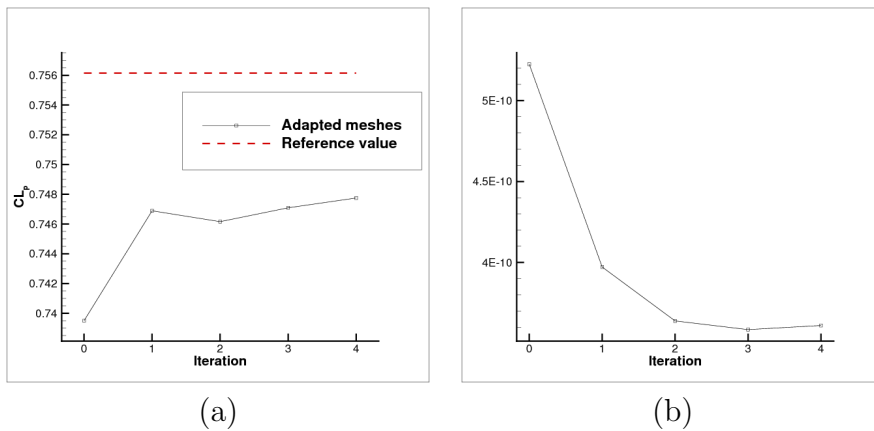 0.756
0.754
0.752
0.75
0.748
0.746
0.744
0.742
0.74
CLp
Adapted meshes
Reference value
0 1 2 3 4
Iteration
(a)
5E-10
4.5E-10
4E-10
0 1 2 3 4
Iteration
(b)